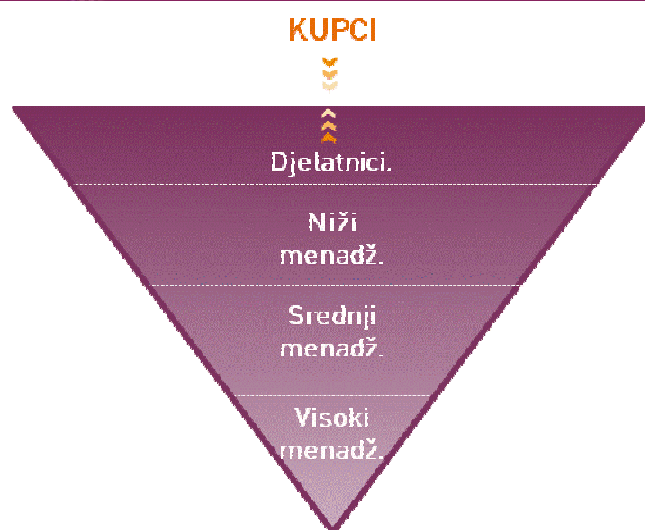 KUPCI
Djelatnici.
Niži
menadž.
Srednji
menadž.
Visoki
menadž.